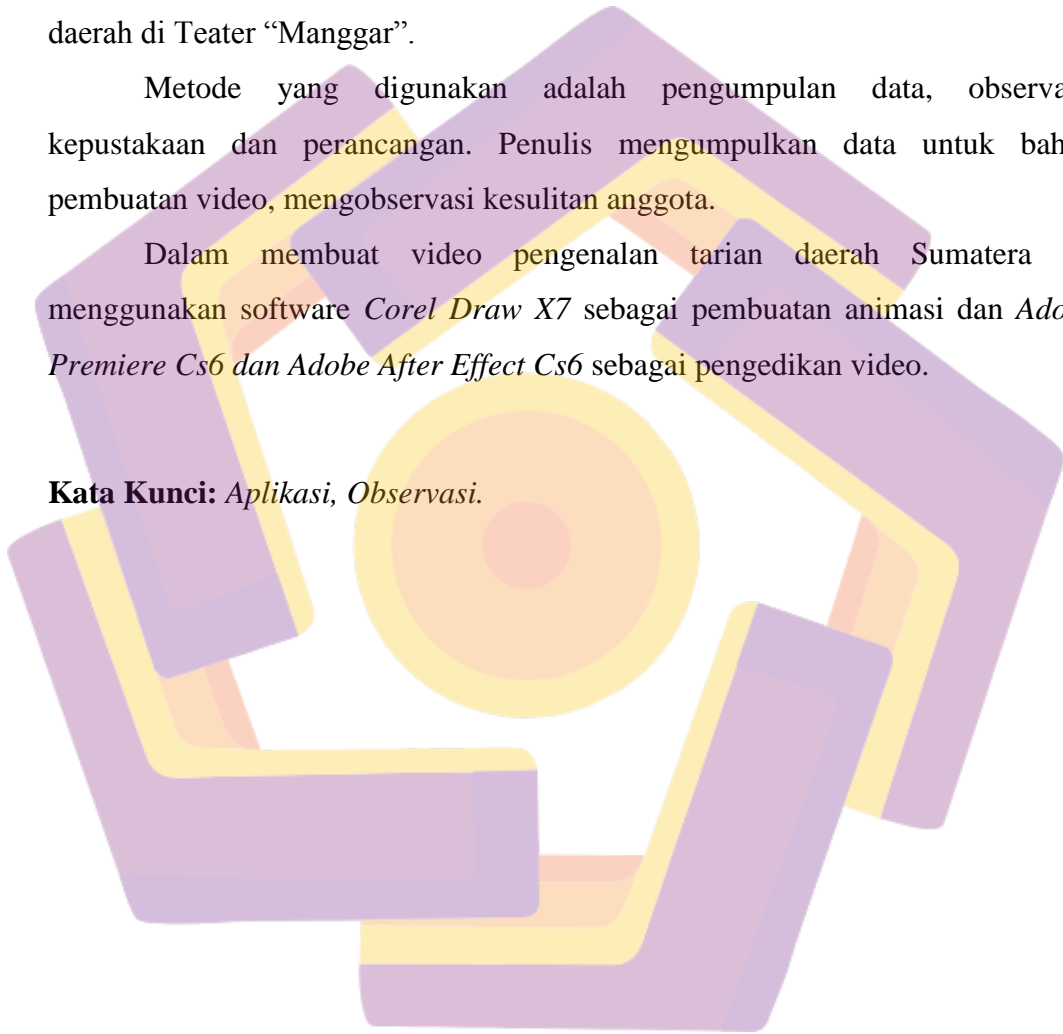 daerah di Teater “Manggar”.
Metode yang digunakan adalah pengumpulan data, observa
kepustakaan dan perancangan. Penulis mengumpulkan data untuk bah
pembuatan video, mengobservasi kesulitan anggota.
Dalam membuat video pengenalan tarian daerah Sumatera
menggunakan software Corel Draw X7 sebagai pembuatan animasi dan Ado
Premiere Cs6 dan Adobe After Effect Cs6 sebagai pengedikan video.
Kata Kunci: Aplikasi, Observasi.